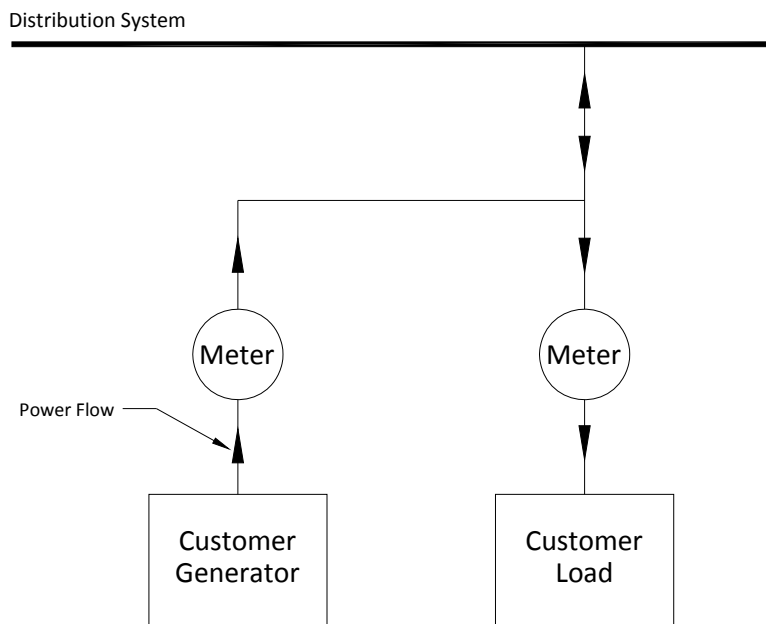 Distribution System
Meter
Meter
Power Flow
Customer
Generator
Customer
Load